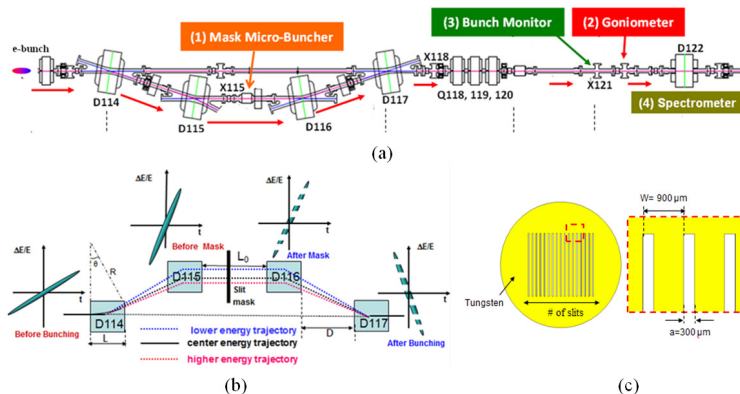 (1) Mask Micro-Buncher
(3) Bunch Monitor
(2) Goniometer
e-bunch
X118
D122
X115
D114
D117
Q118, 119, 120
X121
D115
D116
(4) Spectrometer
(a)
ΔE/E
t
Before Bunching
ΔE/E
t
Before Mask
ΔE/E
t
After Mask
ΔE/E
t
After Bunching
θ
R
L₀
D115
D116
Slit
mask
D114
D117
L
D
lower energy trajectory
center energy trajectory
higher energy trajectory
(b)
W= 900 µm
Tungsten
# of slits
a=300 µm
(c)